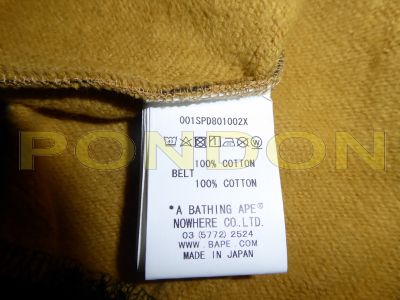 001SPD801002X
100% COTTON
BELT
100% COTTON
PONDON
*A BATHING APE®
NOWHERE CO.LTD.
03 (5772) 2524
WWW.BAPE.COM
MADE IN JAPAN